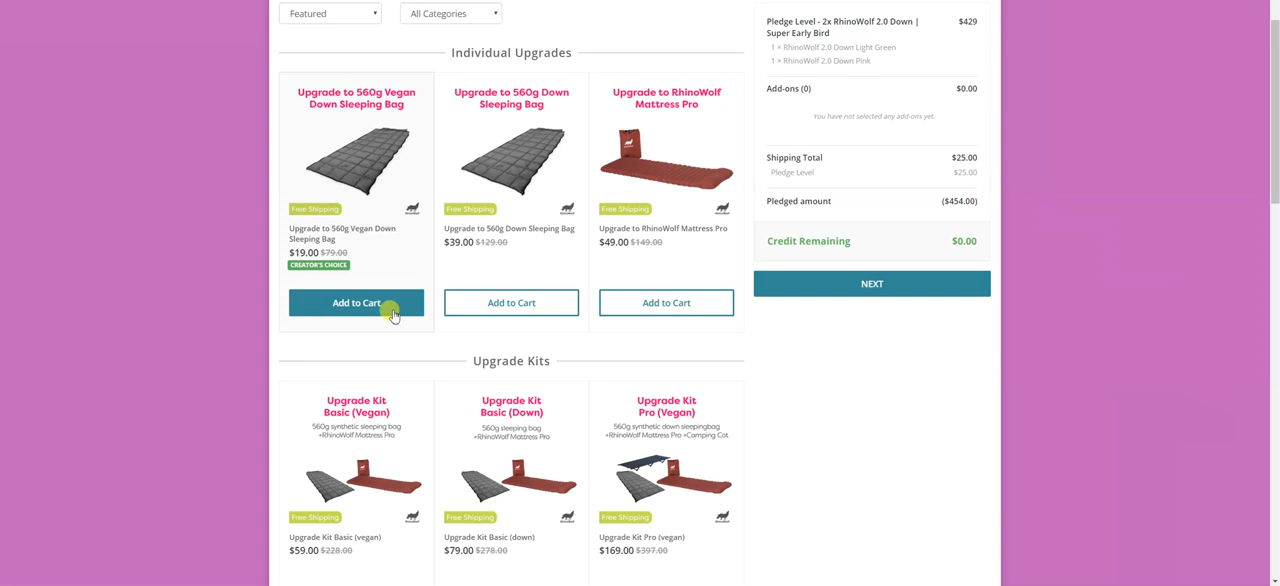 Featured
All Categories
Individual Upgrades
Upgrade to 560g Vegan
Down Sleeping Bag
Free Shipping
Upgrade to 560g Vegan Down
Sleeping Bag
$19.00 $79.00
CREATOR'S CHOICE
Add to Cart
Upgrade to 560g Down
Sleeping Bag
Free Shipping
Upgrade to 560g Down Sleeping Bag
$39.00 $129.00
Add to Cart
Upgrade to RhinoWolf
Mattress Pro
Free Shipping
Upgrade to RhinoWolf Mattress Pro
$49.00 $149.00
Add to Cart
Upgrade Kits
Upgrade Kit
Basic (Vegan)
560g synthetic sleeping bag
+RhinoWolf Mattress Pro
Free Shipping
Upgrade Kit Basic (vegan)
$59.00 $228.00
Upgrade Kit
Basic (Down)
560g sleeping bag
+RhinoWolf Mattress Pro
Free Shipping
Upgrade Kit Basic (down)
$79.00 $278.00
Upgrade Kit
Pro (Vegan)
560g synthetic down sleepingbag
+RhinoWolf Mattress Pro +Camping Cot
Free Shipping
Upgrade Kit Pro (vegan)
$169.00 $397.00
Pledge Level - 2x RhinoWolf 2.0 Down | $429
Super Early Bird
1 × RhinoWolf 2.0 Down Light Green
1 × RhinoWolf 2.0 Down Pink
Add-ons (0) $0.00
You have not selected any add-ons yet.
Shipping Total $25.00
Pledge Level $25.00
Pledged amount ($454.00)
Credit Remaining $0.00
NEXT